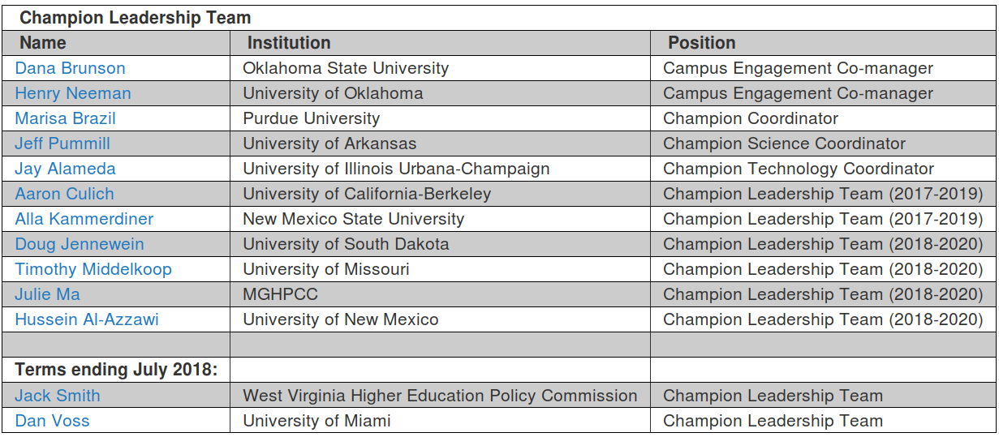 Champion Leadership Team
Name Institution Position
Dana Brunson Oklahoma State University Campus Engagement Co-manager
Henry Neeman University of Oklahoma Campus Engagement Co-manager
Marisa Brazil Purdue University Champion Coordinator
Jeff Pummill University of Arkansas Champion Science Coordinator
Jay Alameda University of Illinois Urbana-Champaign Champion Technology Coordinator
Aaron Culich University of California-Berkeley Champion Leadership Team (2017-2019)
Alla Kammerdiner New Mexico State University Champion Leadership Team (2017-2019)
Doug Jennewein University of South Dakota Champion Leadership Team (2018-2020)
Timothy Middelkoop University of Missouri Champion Leadership Team (2018-2020)
Julie Ma MGHPCC Champion Leadership Team (2018-2020)
Hussein Al-Azzawi University of New Mexico Champion Leadership Team (2018-2020)
Terms ending July 2018:
Jack Smith West Virginia Higher Education Policy Commission Champion Leadership Team
Dan Voss University of Miami Champion Leadership Team